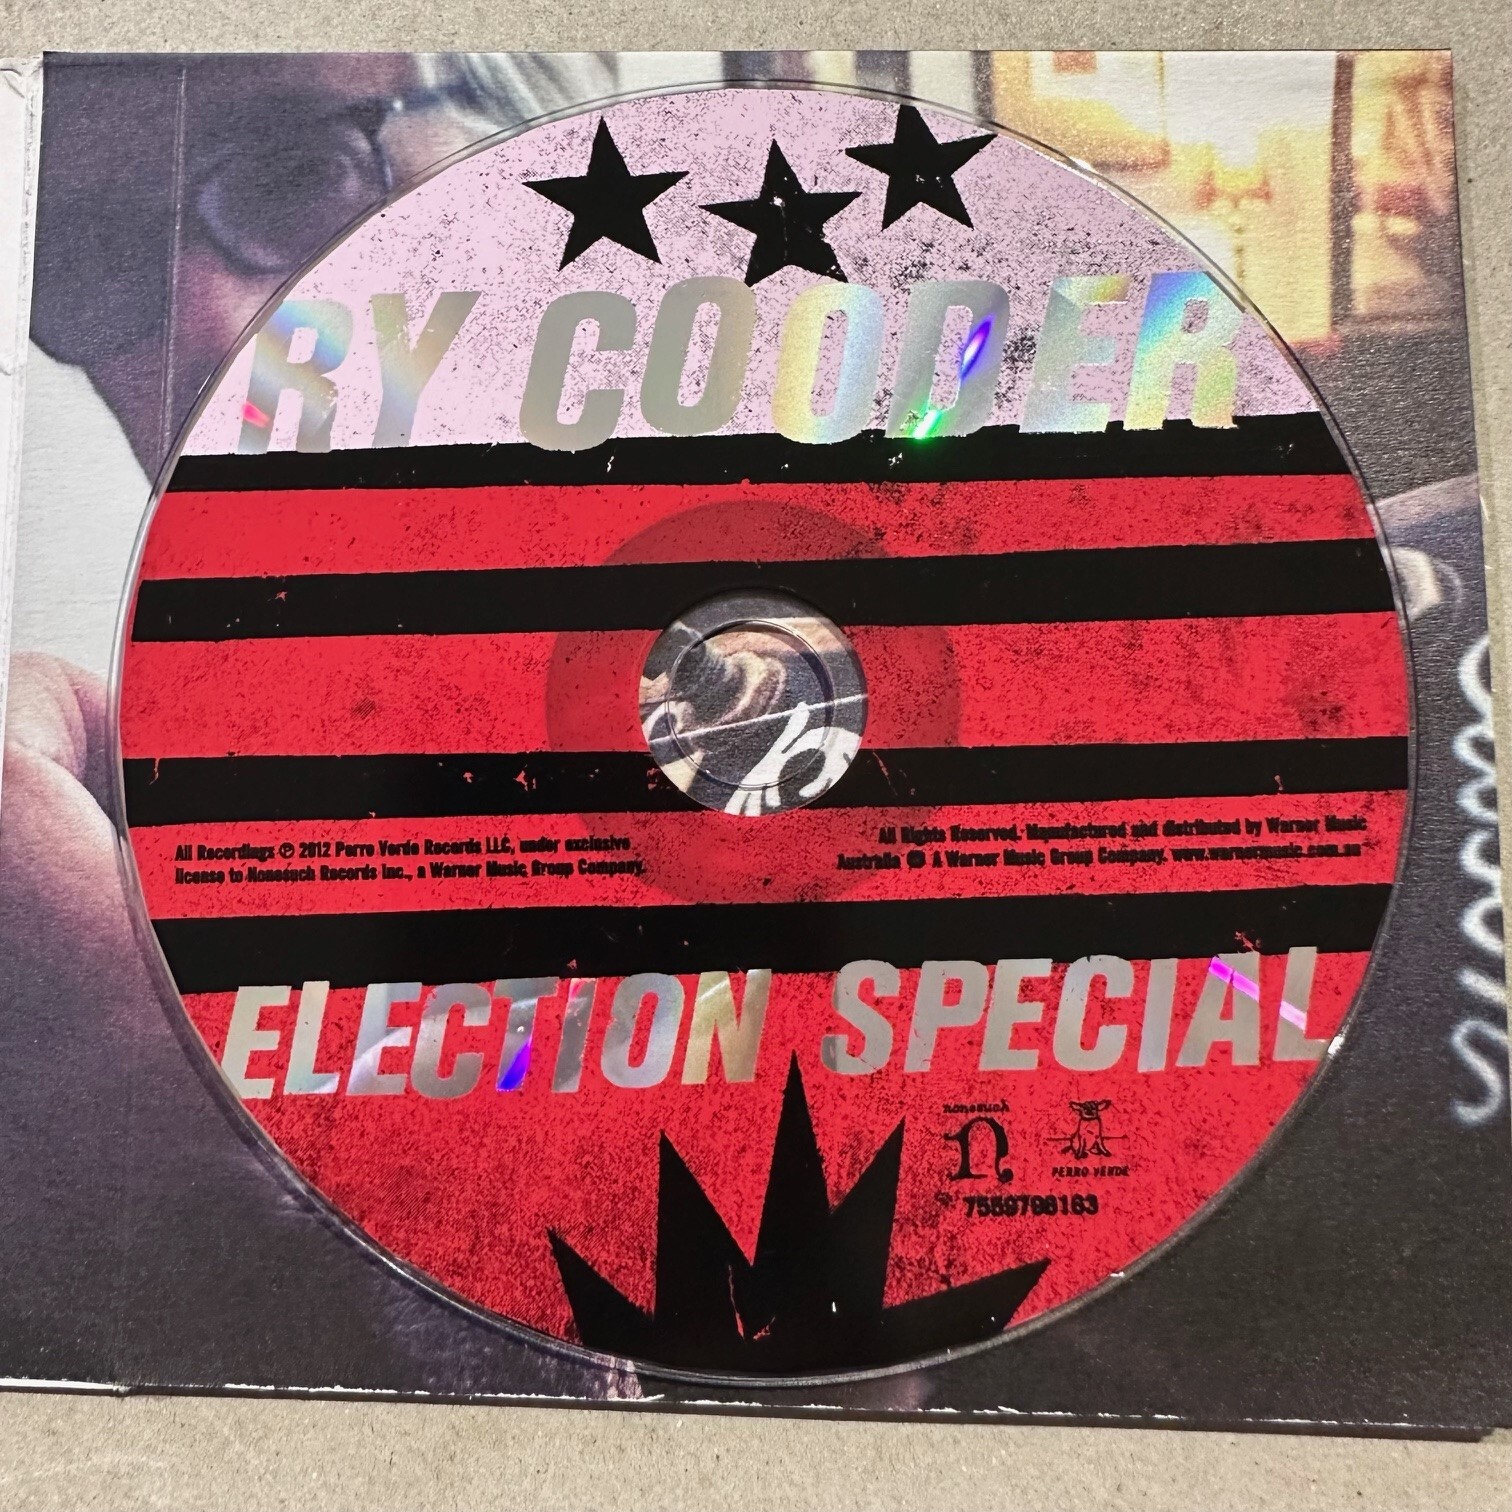 RY COODER
All Recordings ℗ 2012 Perro Verde Records LLC, under exclusive
license to Nonesuch Records Inc., a Warner Music Group Company.
All Rights Reserved. Manufactured and distributed by Warner Music
Australia A Warner Music Group Company. www.warnermusic.com.au
ELECTION SPECIAL
nonesuch
n
PERRO VERDE
7559796163